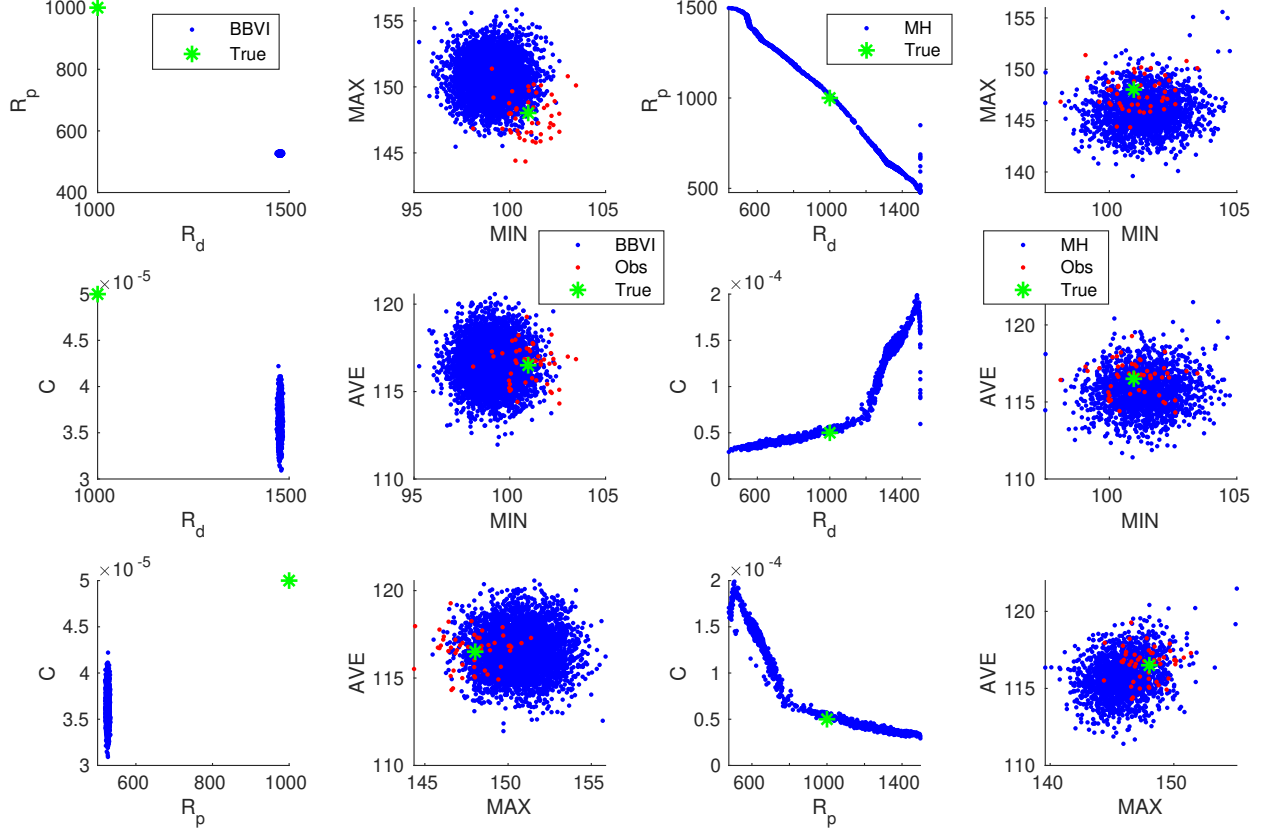 1000
800
600
400
R_p
1000
1500
R_d
BBVI
True
155
150
145
MAX
95
100
105
MIN
1500
1000
500
R_p
600
1000
1400
R_d
MH
True
155
150
145
140
MAX
100
105
MIN
× 10^-5
5
4.5
4
3.5
3
C
1000
1500
R_d
BBVI
Obs
True
120
115
110
AVE
95
100
105
MIN
× 10^-4
2
1.5
1
0.5
0
C
600
1000
1400
R_d
MH
Obs
True
120
115
110
AVE
100
105
MIN
× 10^-5
5
4.5
4
3.5
3
C
600
800
1000
R_p
120
115
110
AVE
145
150
155
MAX
× 10^-4
2
1.5
1
0.5
0
C
600
1000
1400
R_p
120
115
110
AVE
140
150
MAX